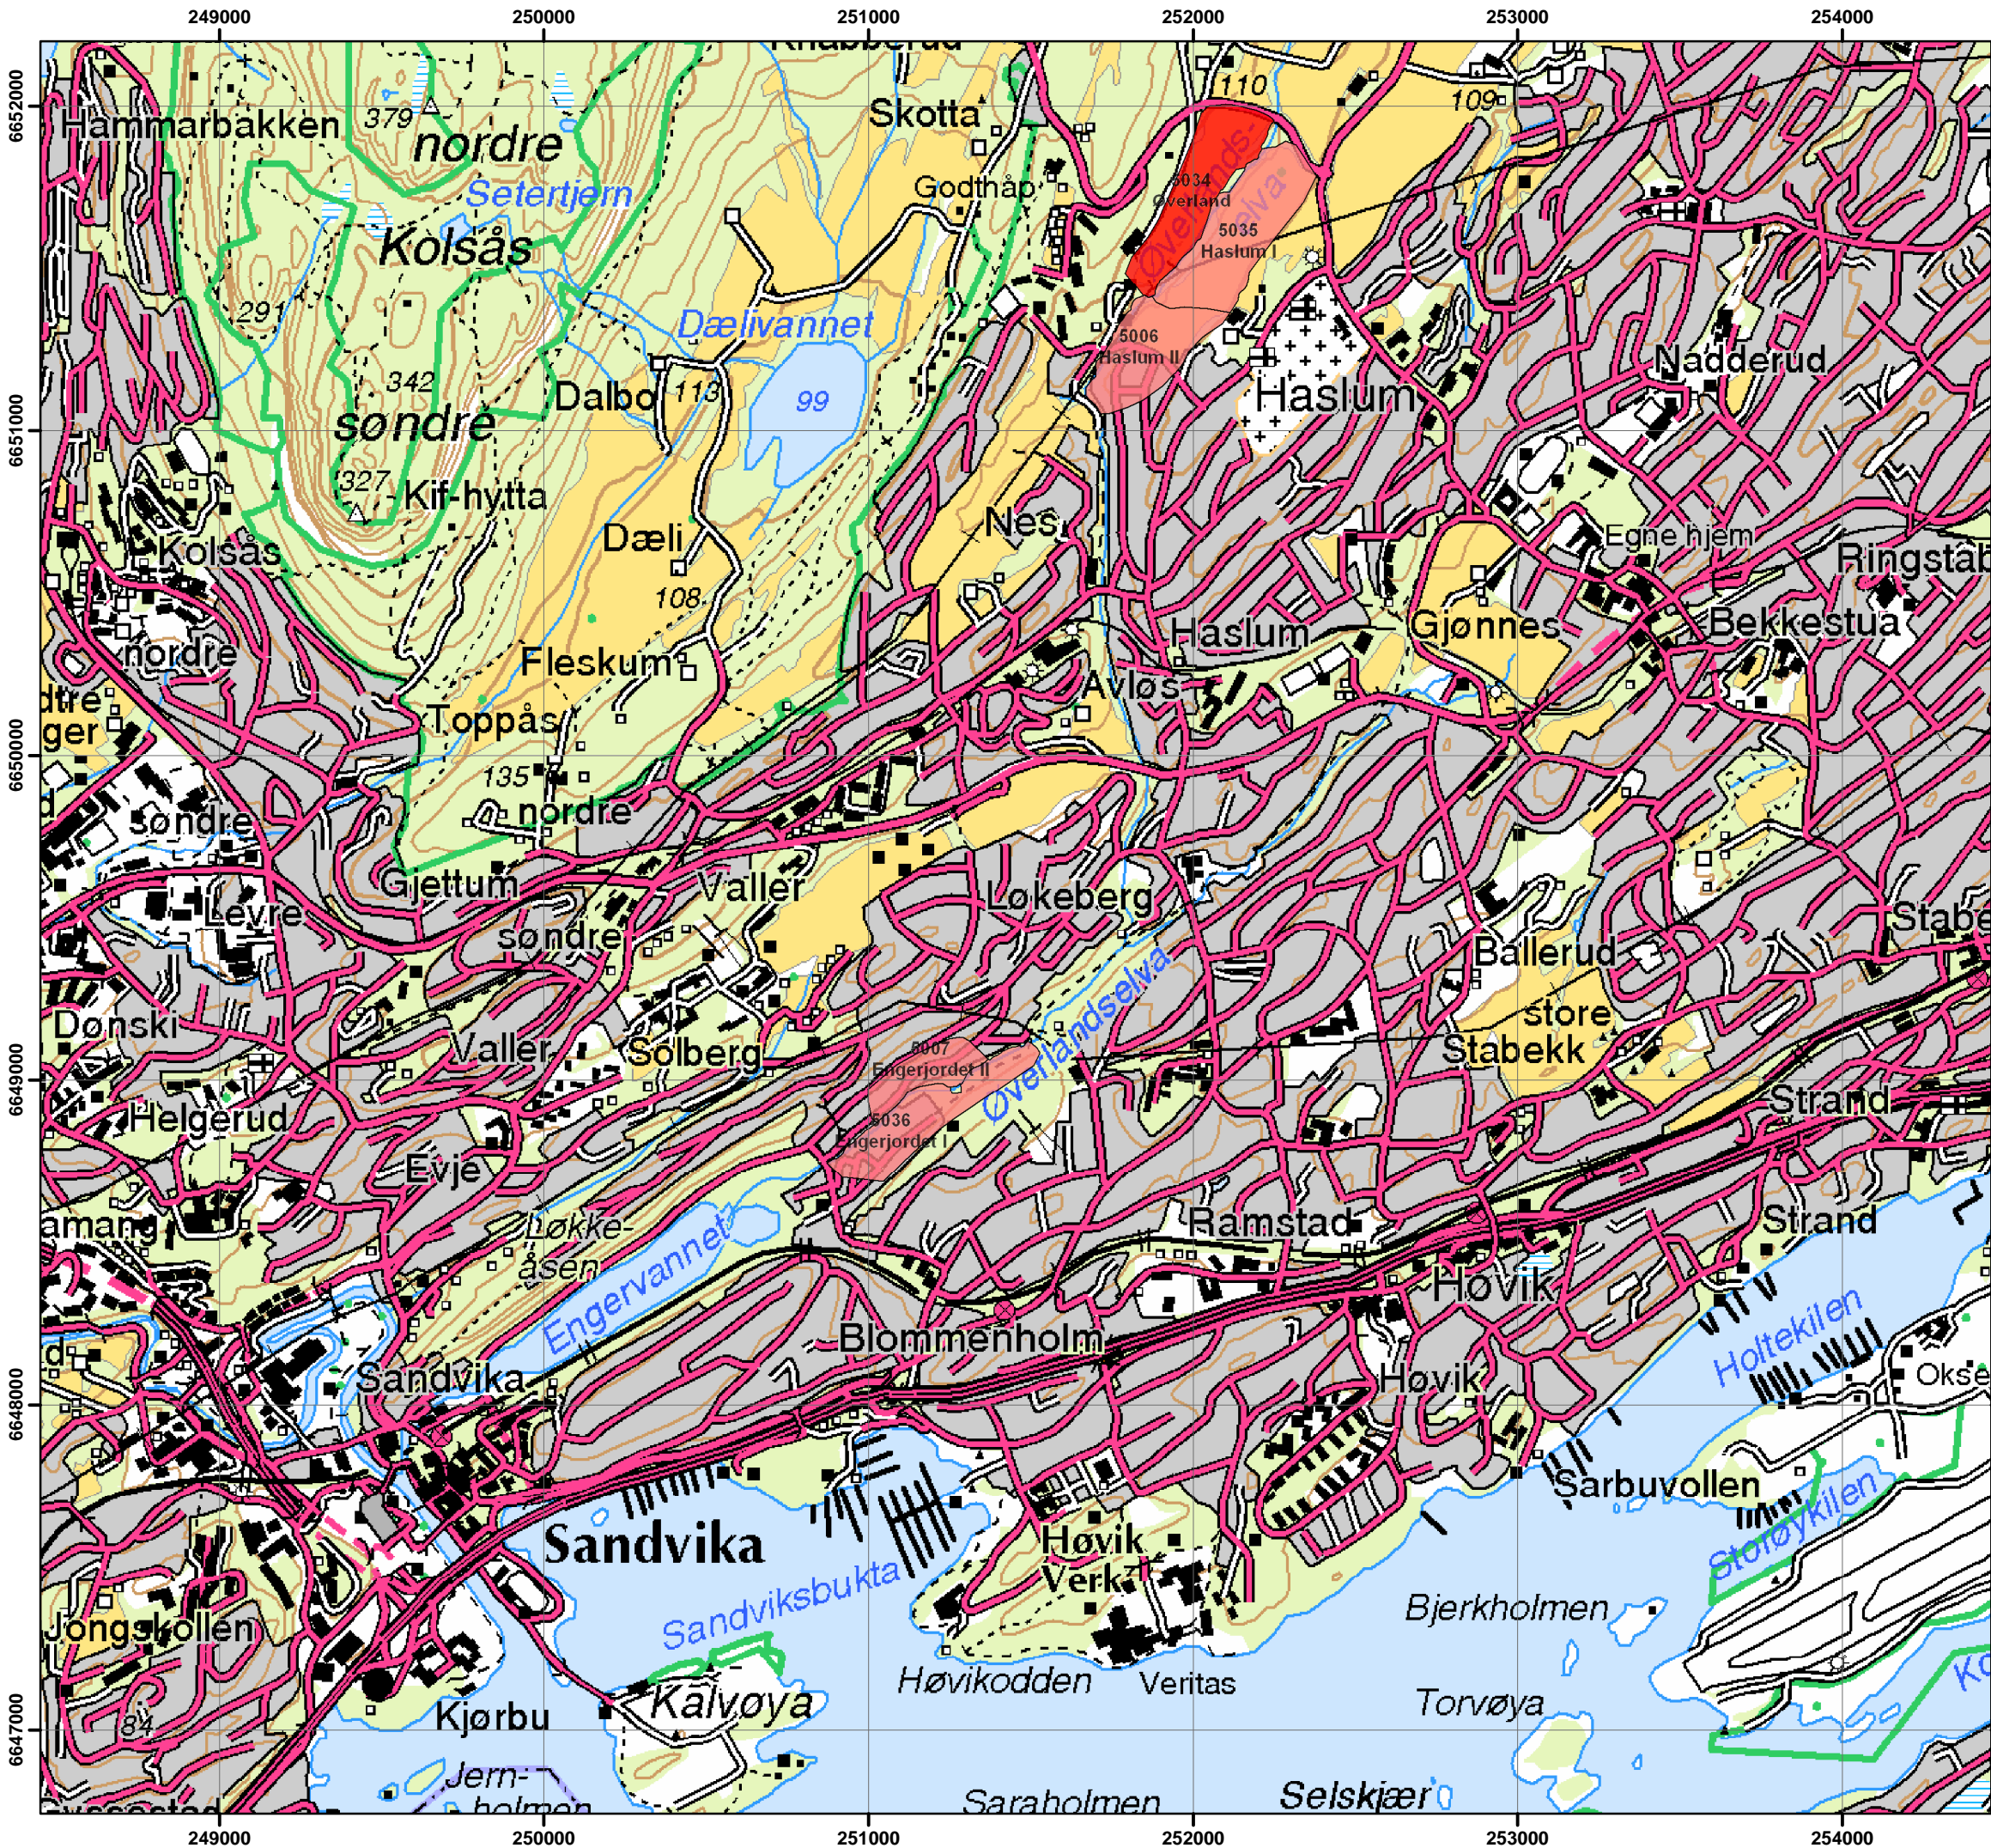 249000 250000 251000 252000 253000 254000
6652000
6651000
6650000
6649000
6648000
6647000
Knabberud
110
109
Skotta
Hammarbakken
379
nordre
Setertjern
Godthåp
5034
Øverland
Øverlands-
elva
5035
Haslum I
Kolsås
291
Dælivannet
5006
Haslum II
Nadderud
342
Dalbo
113
99
Haslum
søndre
327
Kif-hytta
Nes
Dæli
Egne hjem
Kolsås
Ringstab
108
nordre
Haslum
Gjønnes
Bekkestua
Fleskum
Avløs
dtre
ger
Toppås
135
nordre
d
søndre
Gjettum
Valler
Løkeberg
Levre
Stabe
søndre
Ballerud
Øverlandselva
Dønski
store
Stabekk
Valler
Solberg
5007
Engerjordet II
Strand
Helgerud
5036
Engerjordet I
Evje
amang
Løkke-
åsen
Ramstad
Strand
Engervannet
Høvik
Blommenholm
Holtekilen
d
Sandvika
Høvik
Okse
Sarbuvollen
Storøykilen
Sandvika
Høvik
Verk
Sandviksbukta
Bjerkholmen
Jongskollen
Høvikodden
Veritas
Kalvøya
Torvøya
Ko
84
Kjørbu
Jern-
holmen
Saraholmen
Selskjær
249000 250000 251000 252000 253000 254000